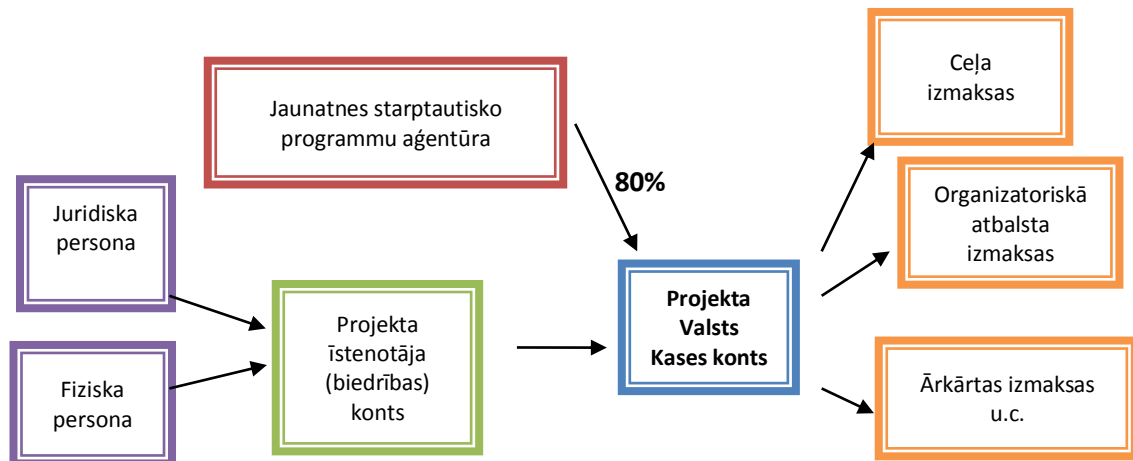 Ceļa
izmaksas
Jaunatnes starptautisko
programmu aģentūra
80%
Organizatoriskā
atbalsta
izmaksas
Juridiska
persona
Projekta
Valsts
Kases konts
Projekta
īstenotāja
(biedrības)
konts
Fiziska
persona
Ārkārtas izmaksas
u.c.